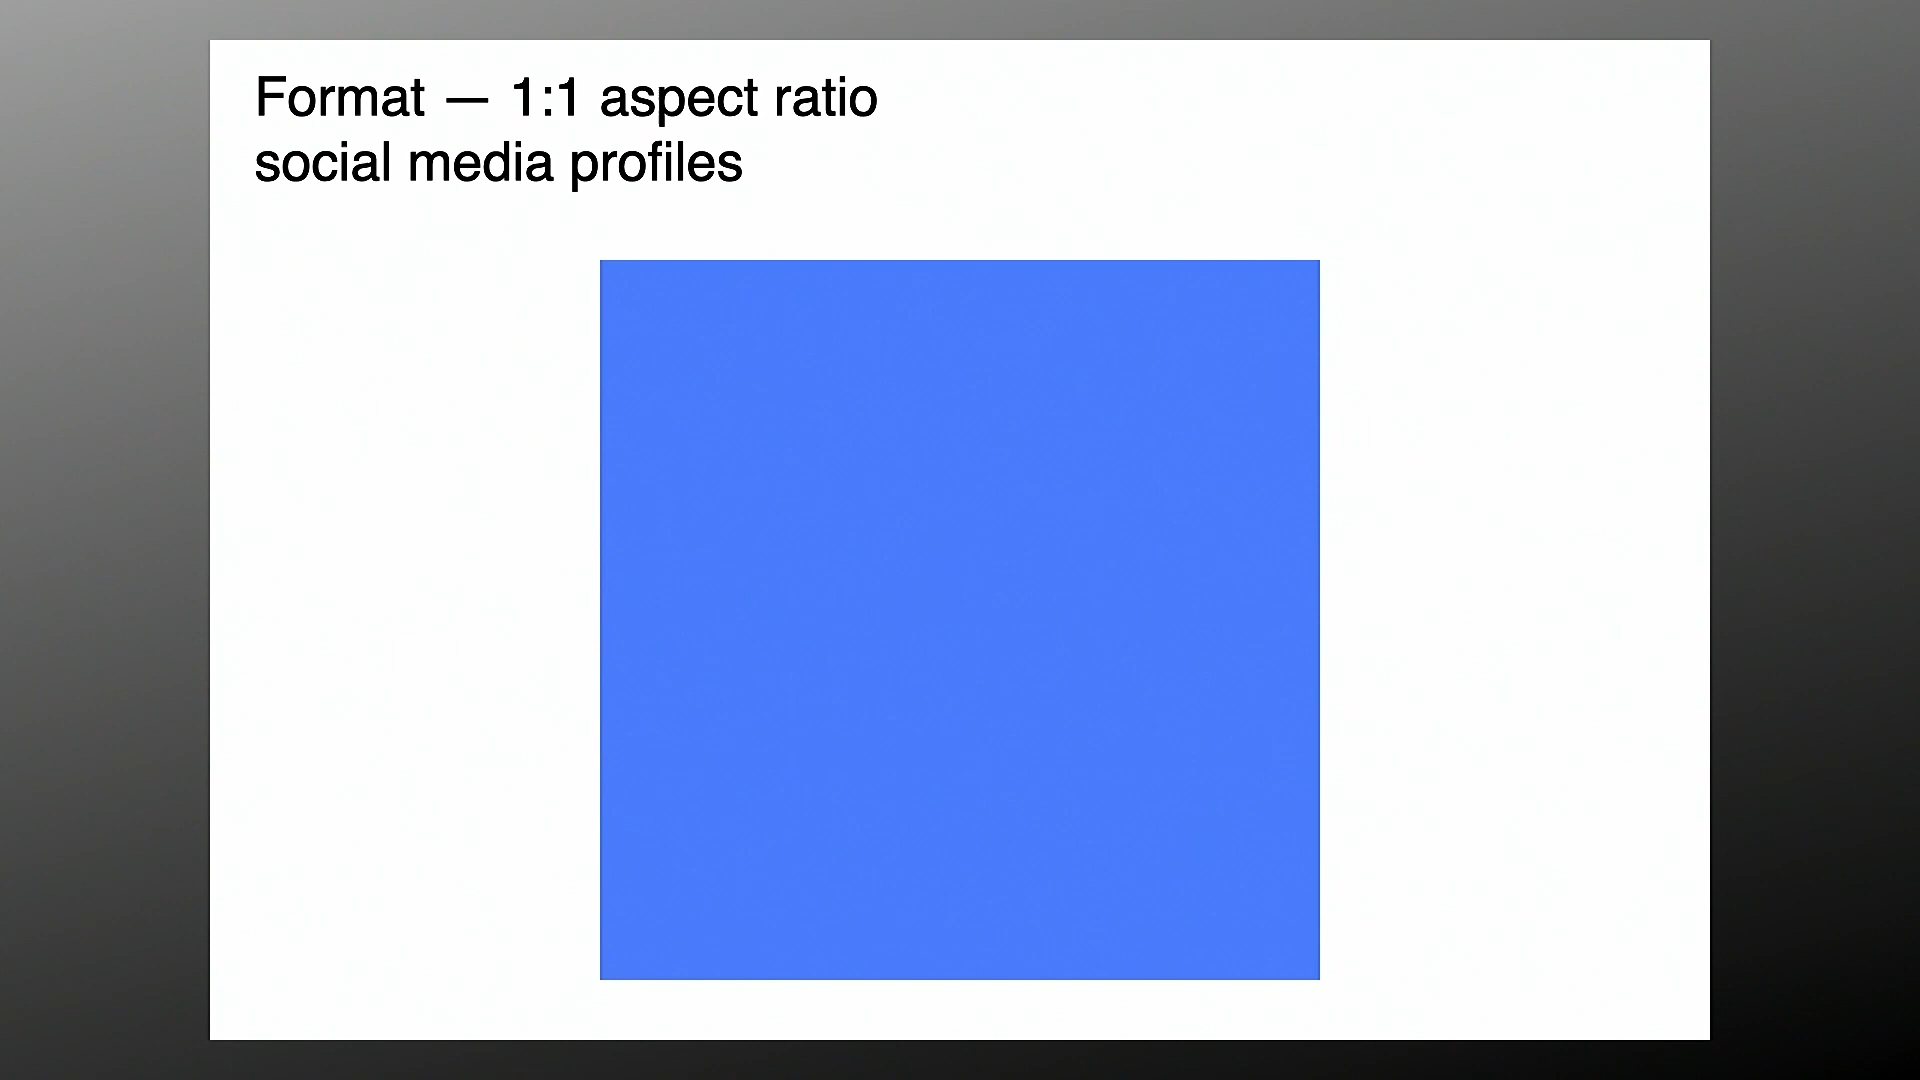 Format — 1:1 aspect ratio
social media profiles